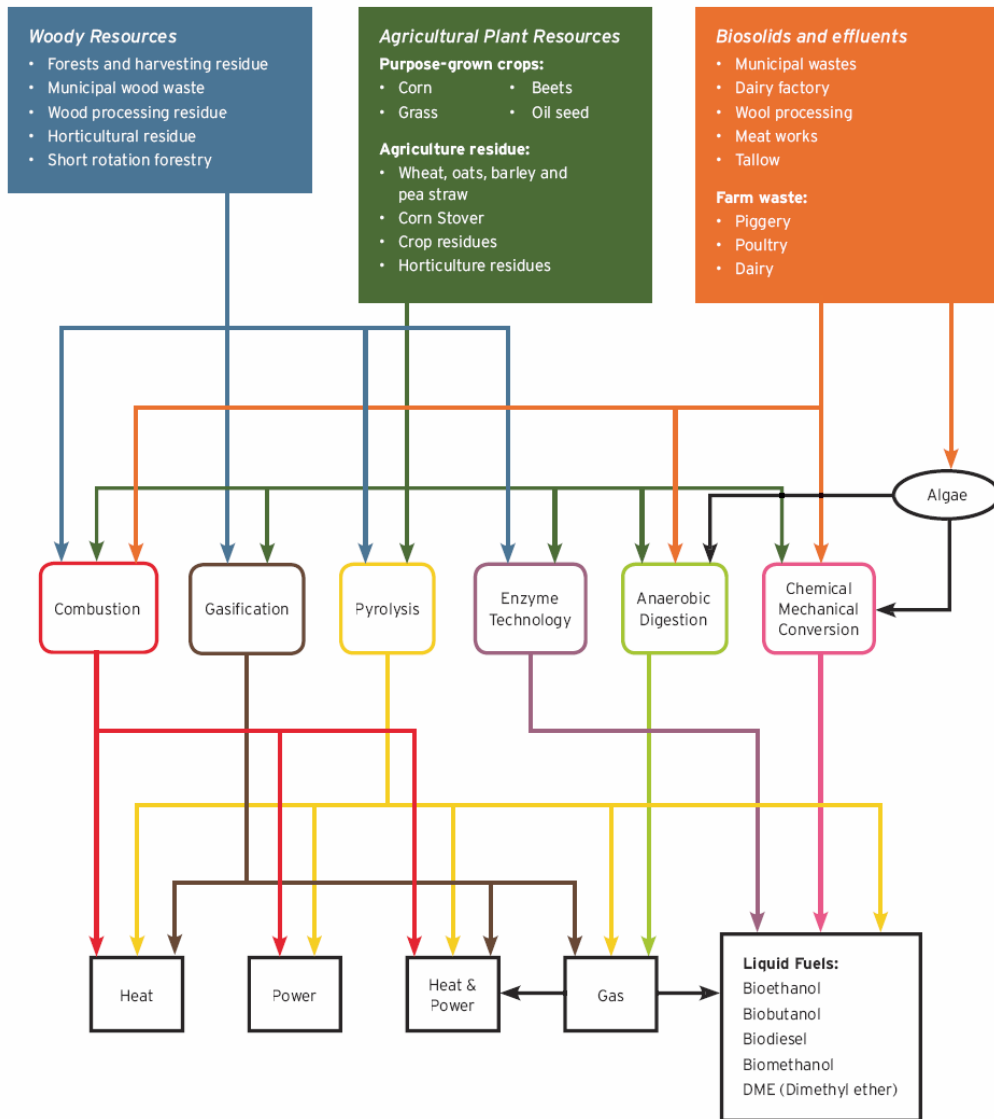 Woody Resources
• Forests and harvesting residue
• Municipal wood waste
• Wood processing residue
• Horticultural residue
• Short rotation forestry
Agricultural Plant Resources
Purpose-grown crops:
• Corn • Beets
• Grass • Oil seed
Agriculture residue:
• Wheat, oats, barley and
pea straw
• Corn Stover
• Crop residues
• Horticulture residues
Biosolids and effluents
• Municipal wastes
• Dairy factory
• Wool processing
• Meat works
• Tallow
Farm waste:
• Piggery
• Poultry
• Dairy
Algae
Combustion
Gasification
Pyrolysis
Enzyme
Technology
Anaerobic
Digestion
Chemical
Mechanical
Conversion
Heat
Power
Heat &
Power
Gas
Liquid Fuels:
Bioethanol
Biobutanol
Biodiesel
Biomethanol
DME (Dimethyl ether)